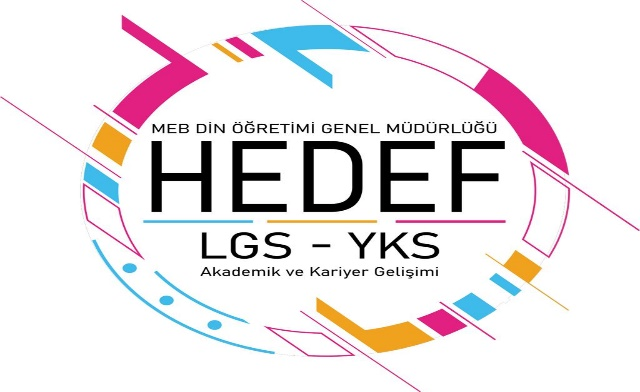 MEB DİN ÖĞRETİMİ GENEL MÜDÜRLÜĞÜ
HEDEF
LGS - YKS
Akademik ve Kariyer Gelişimi